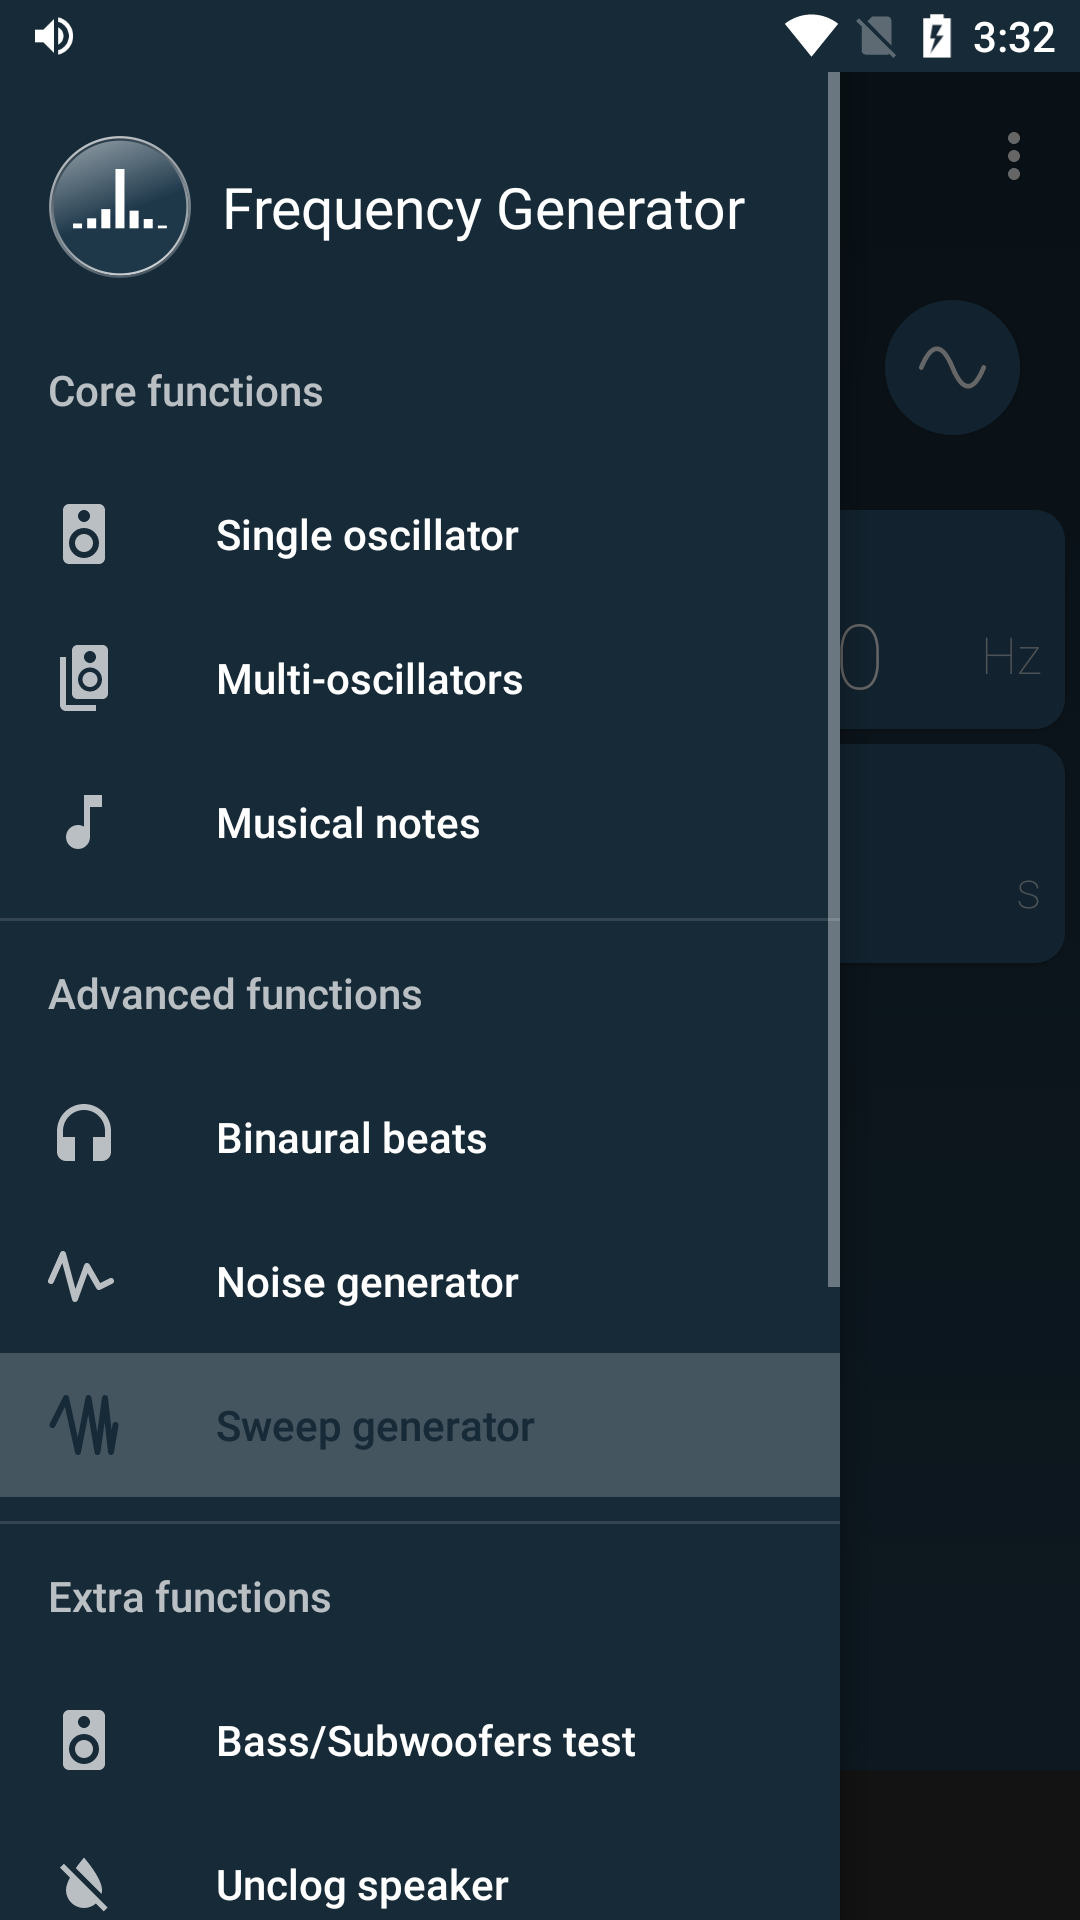 3:32
Frequency Generator
Core functions
Single oscillator
Multi-oscillators
0 Hz
Musical notes
s
Advanced functions
Binaural beats
Noise generator
Sweep generator
Extra functions
Bass/Subwoofers test
Unclog speaker